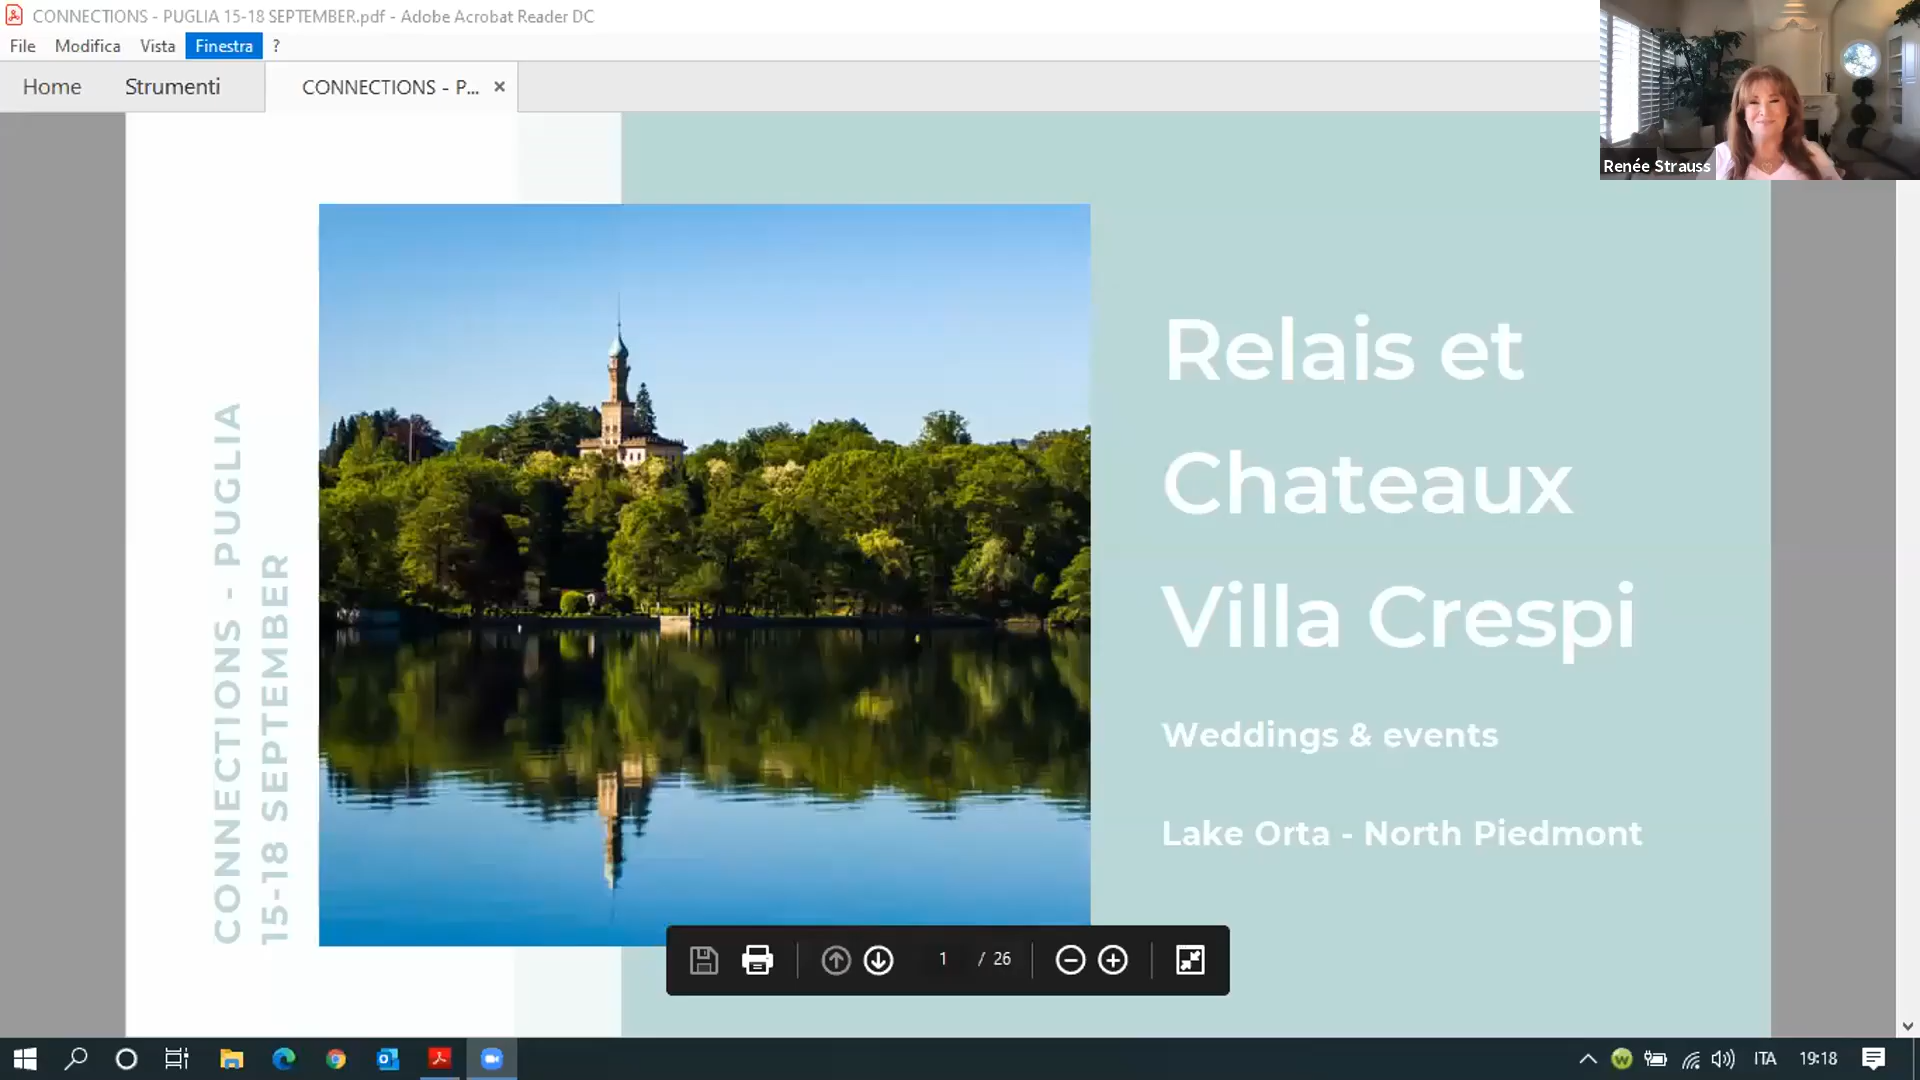 CONNECTIONS - PUGLIA 15-18 SEPTEMBER.pdf - Adobe Acrobat Reader DC
File Modifica Vista Finestra ?
Home Strumenti CONNECTIONS - P... ×
Renée Strauss
CONNECTIONS - PUGLIA
15-18 SEPTEMBER
Relais et
Chateaux
Villa Crespi
Weddings & events
Lake Orta - North Piedmont
1 / 26
ITA 19:18